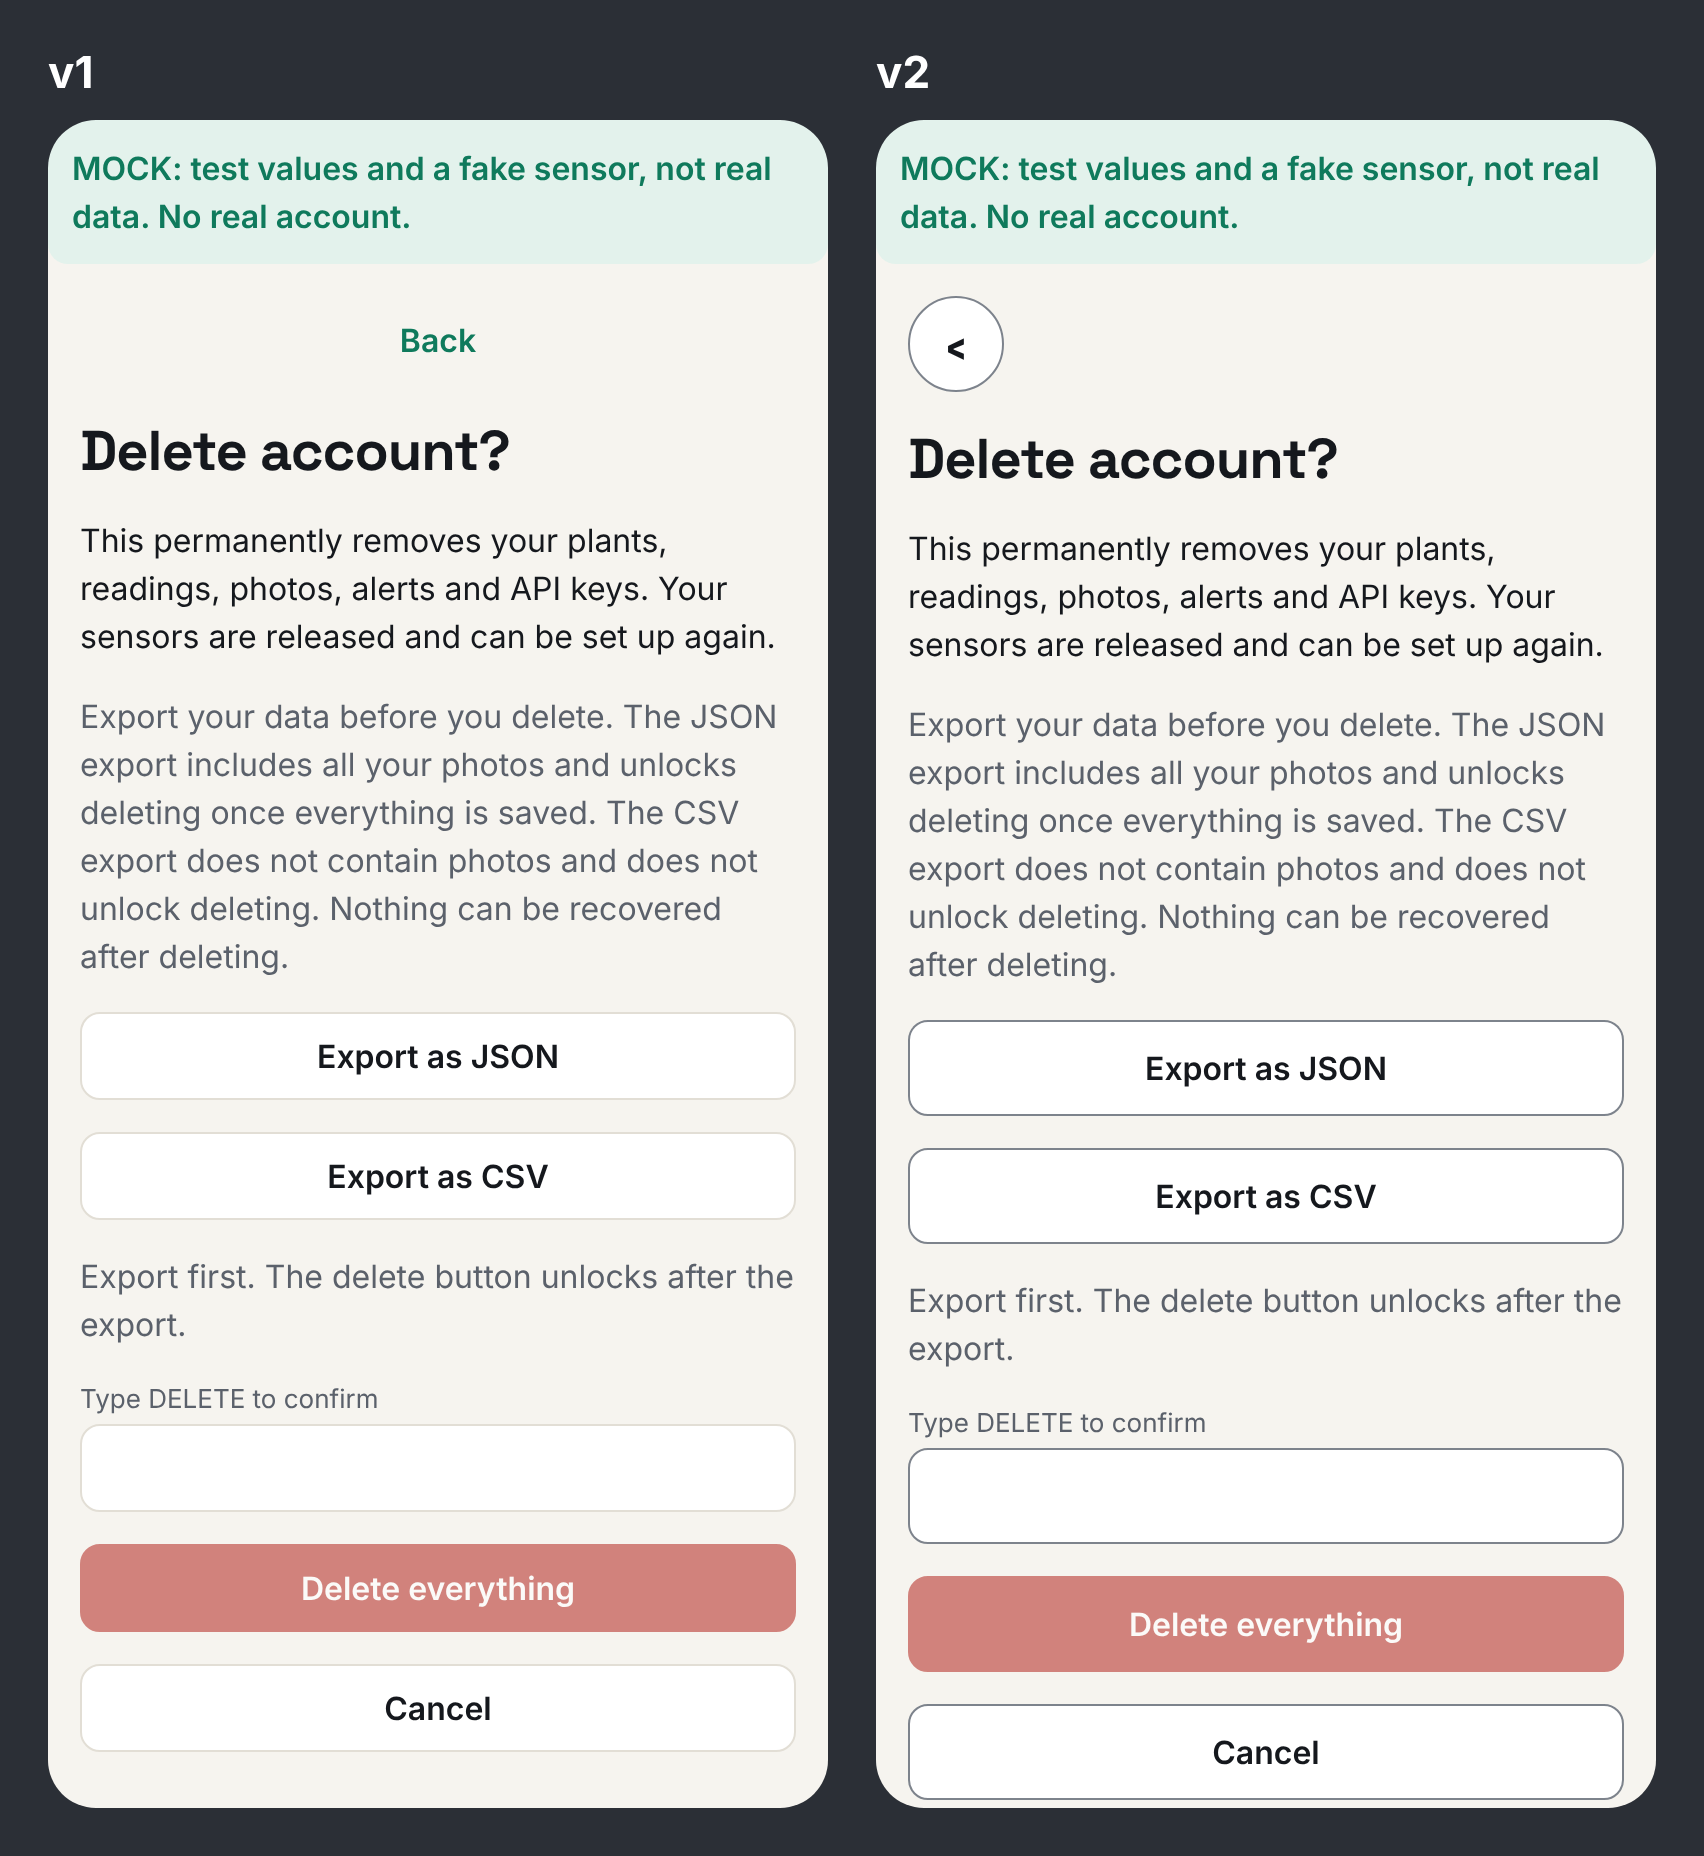 v1
MOCK: test values and a fake sensor, not real
data. No real account.
Back
Delete account?
This permanently removes your plants,
readings, photos, alerts and API keys. Your
sensors are released and can be set up again.
Export your data before you delete. The JSON
export includes all your photos and unlocks
deleting once everything is saved. The CSV
export does not contain photos and does not
unlock deleting. Nothing can be recovered
after deleting.
Export as JSON
Export as CSV
Export first. The delete button unlocks after the
export.
Type DELETE to confirm
Delete everything
Cancel
v2
MOCK: test values and a fake sensor, not real
data. No real account.
<
Delete account?
This permanently removes your plants,
readings, photos, alerts and API keys. Your
sensors are released and can be set up again.
Export your data before you delete. The JSON
export includes all your photos and unlocks
deleting once everything is saved. The CSV
export does not contain photos and does not
unlock deleting. Nothing can be recovered
after deleting.
Export as JSON
Export as CSV
Export first. The delete button unlocks after the
export.
Type DELETE to confirm
Delete everything
Cancel